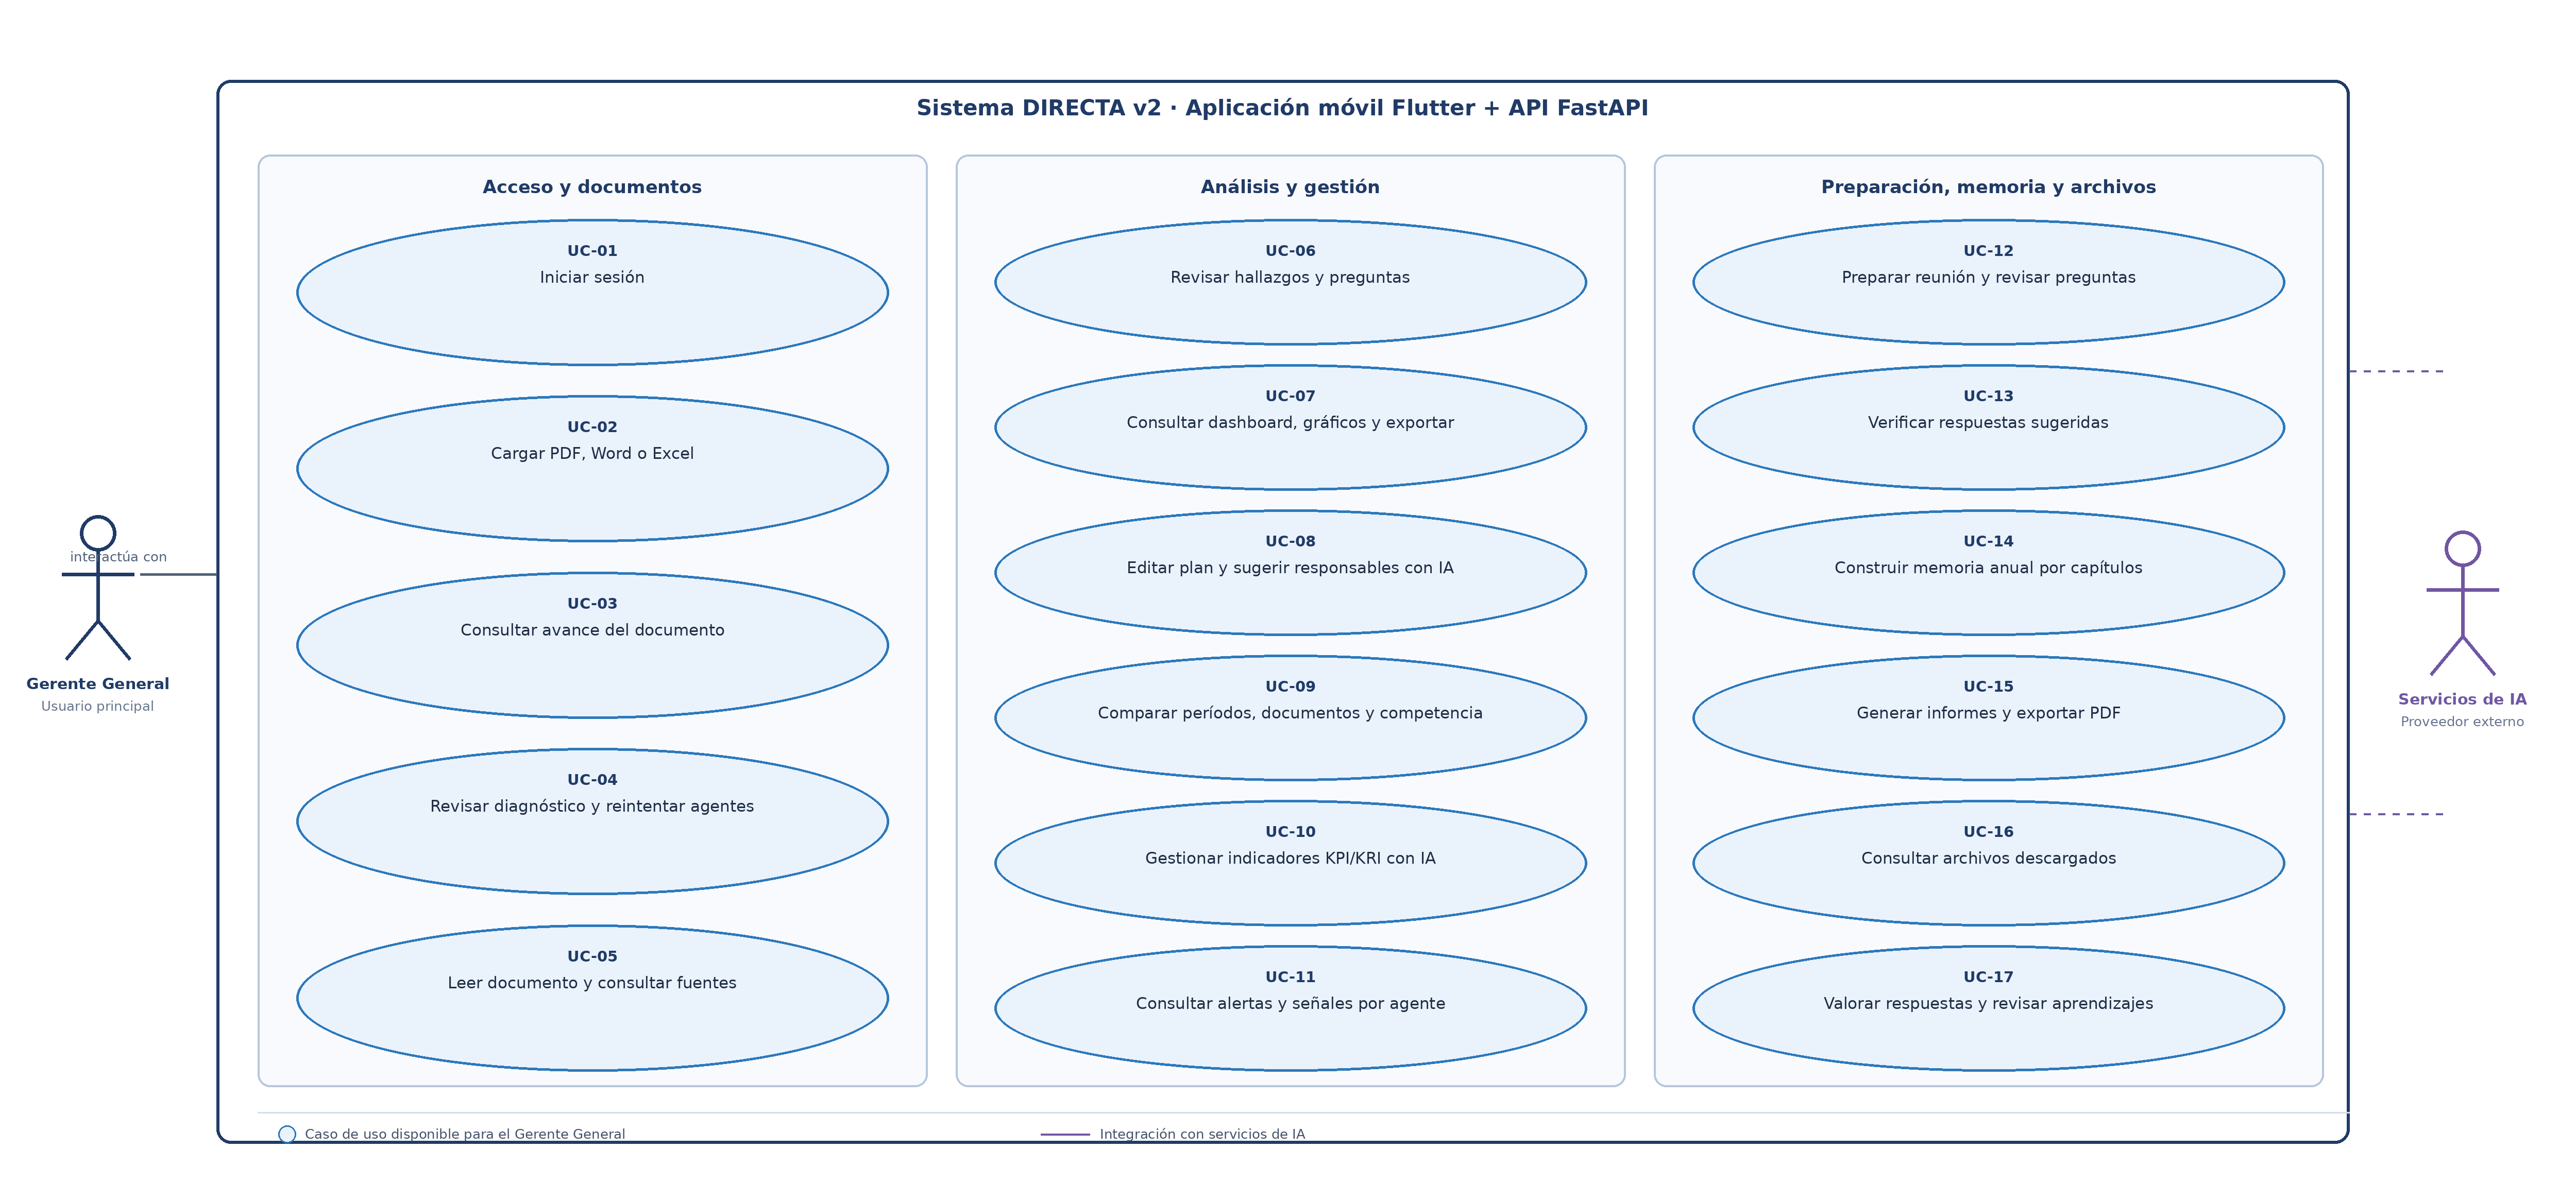 Sistema DIRECTA v2 · Aplicación móvil Flutter + API FastAPI
Acceso y documentos
UC-01
Iniciar sesión
UC-02
Cargar PDF, Word o Excel
UC-03
Consultar avance del documento
UC-04
Revisar diagnóstico y reintentar agentes
UC-05
Leer documento y consultar fuentes
Análisis y gestión
UC-06
Revisar hallazgos y preguntas
UC-07
Consultar dashboard, gráficos y exportar
UC-08
Editar plan y sugerir responsables con IA
UC-09
Comparar períodos, documentos y competencia
UC-10
Gestionar indicadores KPI/KRI con IA
UC-11
Consultar alertas y señales por agente
Preparación, memoria y archivos
UC-12
Preparar reunión y revisar preguntas
UC-13
Verificar respuestas sugeridas
UC-14
Construir memoria anual por capítulos
UC-15
Generar informes y exportar PDF
UC-16
Consultar archivos descargados
UC-17
Valorar respuestas y revisar aprendizajes
interactúa con
Gerente General
Usuario principal
Servicios de IA
Proveedor externo
Caso de uso disponible para el Gerente General
Integración con servicios de IA